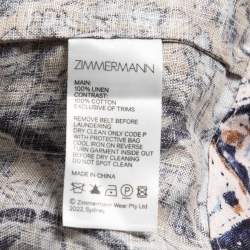 ZIMMERMANN
MAIN:
100% LINEN
CONTRAST:
100% COTTON
EXCLUSIVE OF TRIMS
REMOVE BELT BEFORE
LAUNDERING
DRY CLEAN ONLY CODE P
WITH ZIPPER PROTECTED
COOL IRON ON REVERSE
TURN GARMENT INSIDE OUT
BEFORE DRY CLEANING
DO NOT SPOT CLEAN
MADE IN CHINA
© Zimmermann Wear Pty Ltd
2022, Sydney